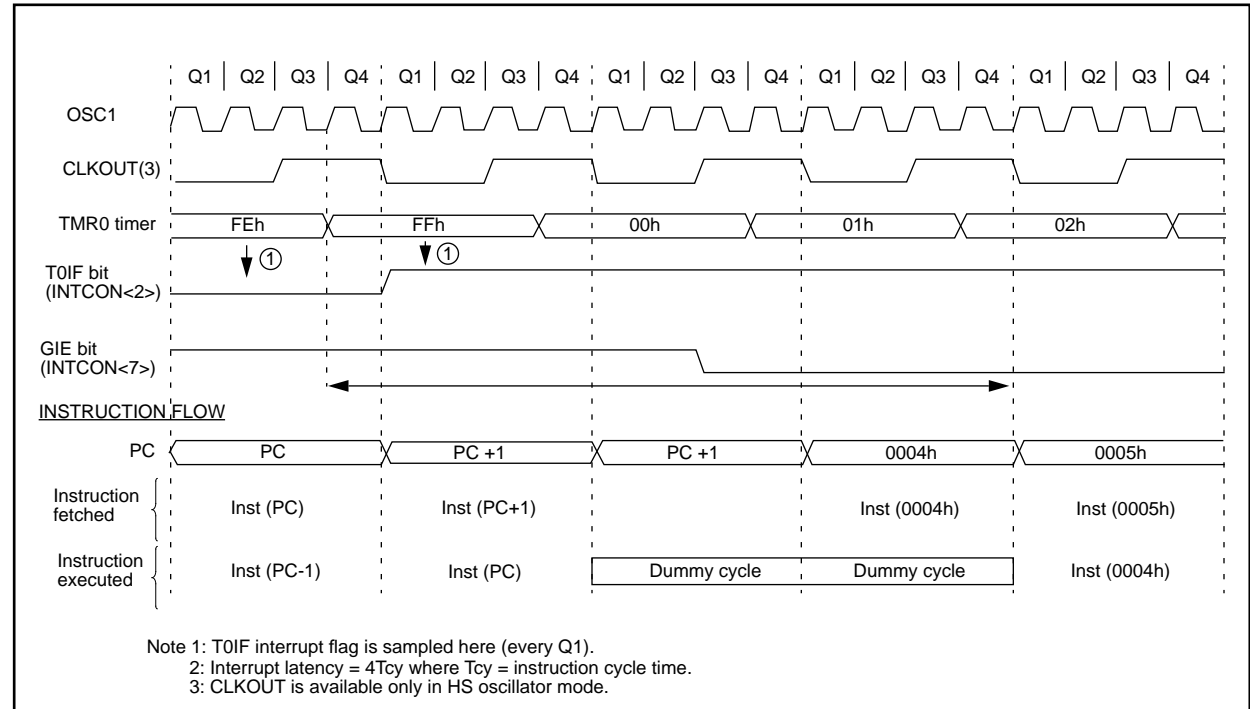 Q1 Q2 Q3 Q4 Q1 Q2 Q3 Q4 Q1 Q2 Q3 Q4 Q1 Q2 Q3 Q4 Q1 Q2 Q3 Q4
OSC1
CLKOUT(3)
TMR0 timer FEh FFh 00h 01h 02h
1 1
T0IF bit
(INTCON<2>)
GIE bit
(INTCON<7>)
INSTRUCTION FLOW
PC PC PC +1 PC +1 0004h 0005h
Instruction
fetched
Inst (PC) Inst (PC+1) Inst (0004h) Inst (0005h)
Instruction
executed
Inst (PC-1) Inst (PC) Dummy cycle Dummy cycle Inst (0004h)
Note 1: T0IF interrupt flag is sampled here (every Q1).
2: Interrupt latency = 4Tcy where Tcy = instruction cycle time.
3: CLKOUT is available only in HS oscillator mode.